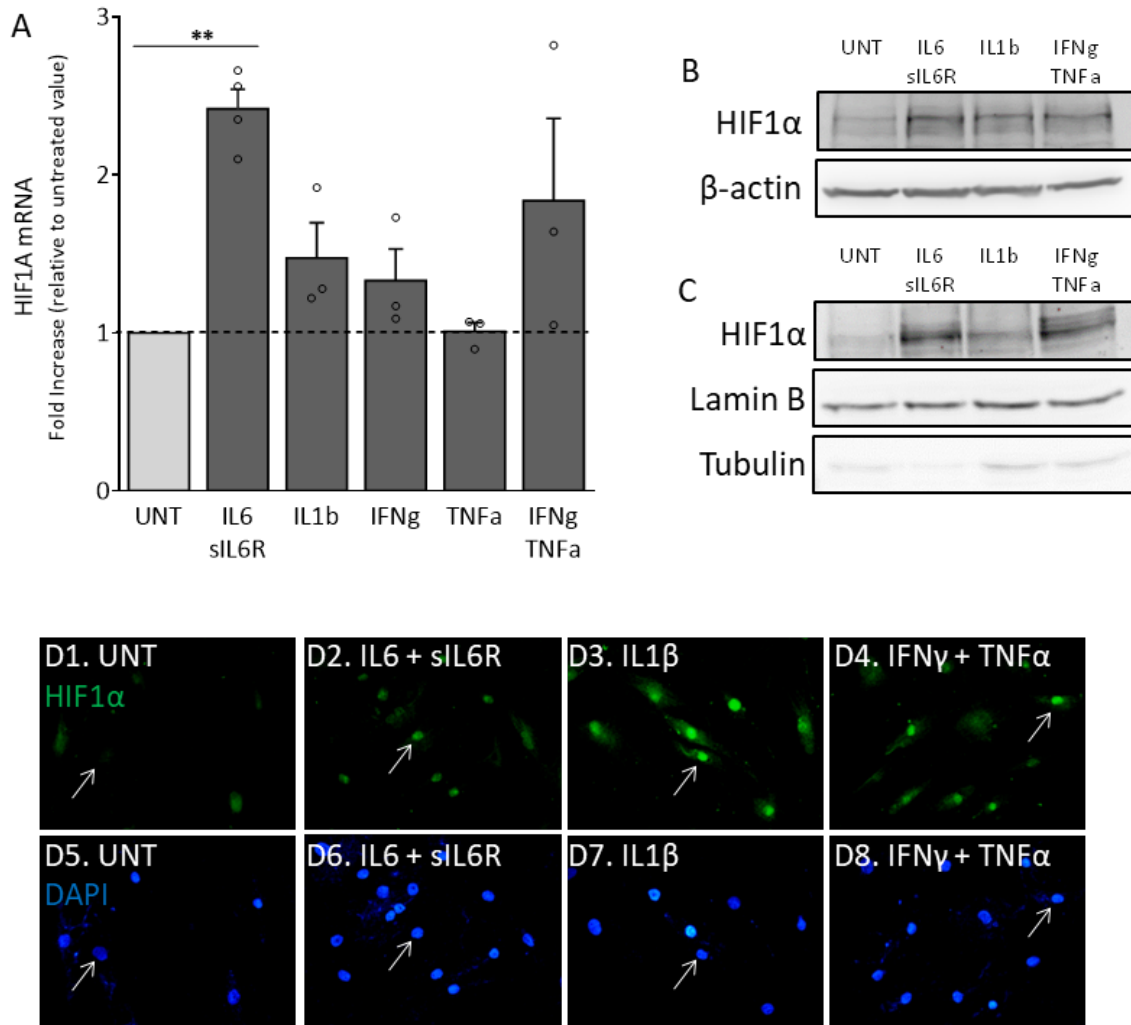 A
HIF1A mRNA
Fold Increase (relative to untreated value)
3
2
1
0
**
UNT
IL6
sIL6R
IL1b
IFNg
TNFa
IFNg
TNFa
B
UNT
IL6
sIL6R
IL1b
IFNg
TNFa
HIF1α
β-actin
C
UNT
IL6
sIL6R
IL1b
IFNg
TNFa
HIF1α
Lamin B
Tubulin
D1. UNT
HIF1α
D2. IL6 + sIL6R
D3. IL1β
D4. IFNγ + TNFα
D5. UNT
DAPI
D6. IL6 + sIL6R
D7. IL1β
D8. IFNγ + TNFα